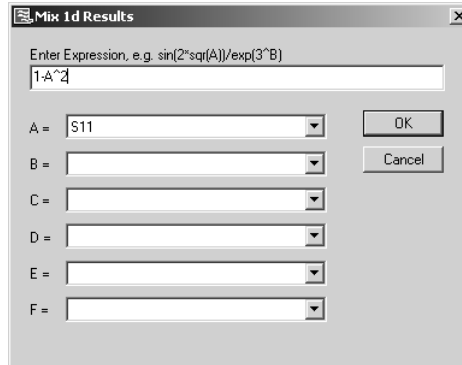 Mix 1d Results
Enter Expression, e.g. sin(2*sqr(A))/exp(3^B)
1-A^2
A = S11 OK
B = Cancel
C =
D =
E =
F =